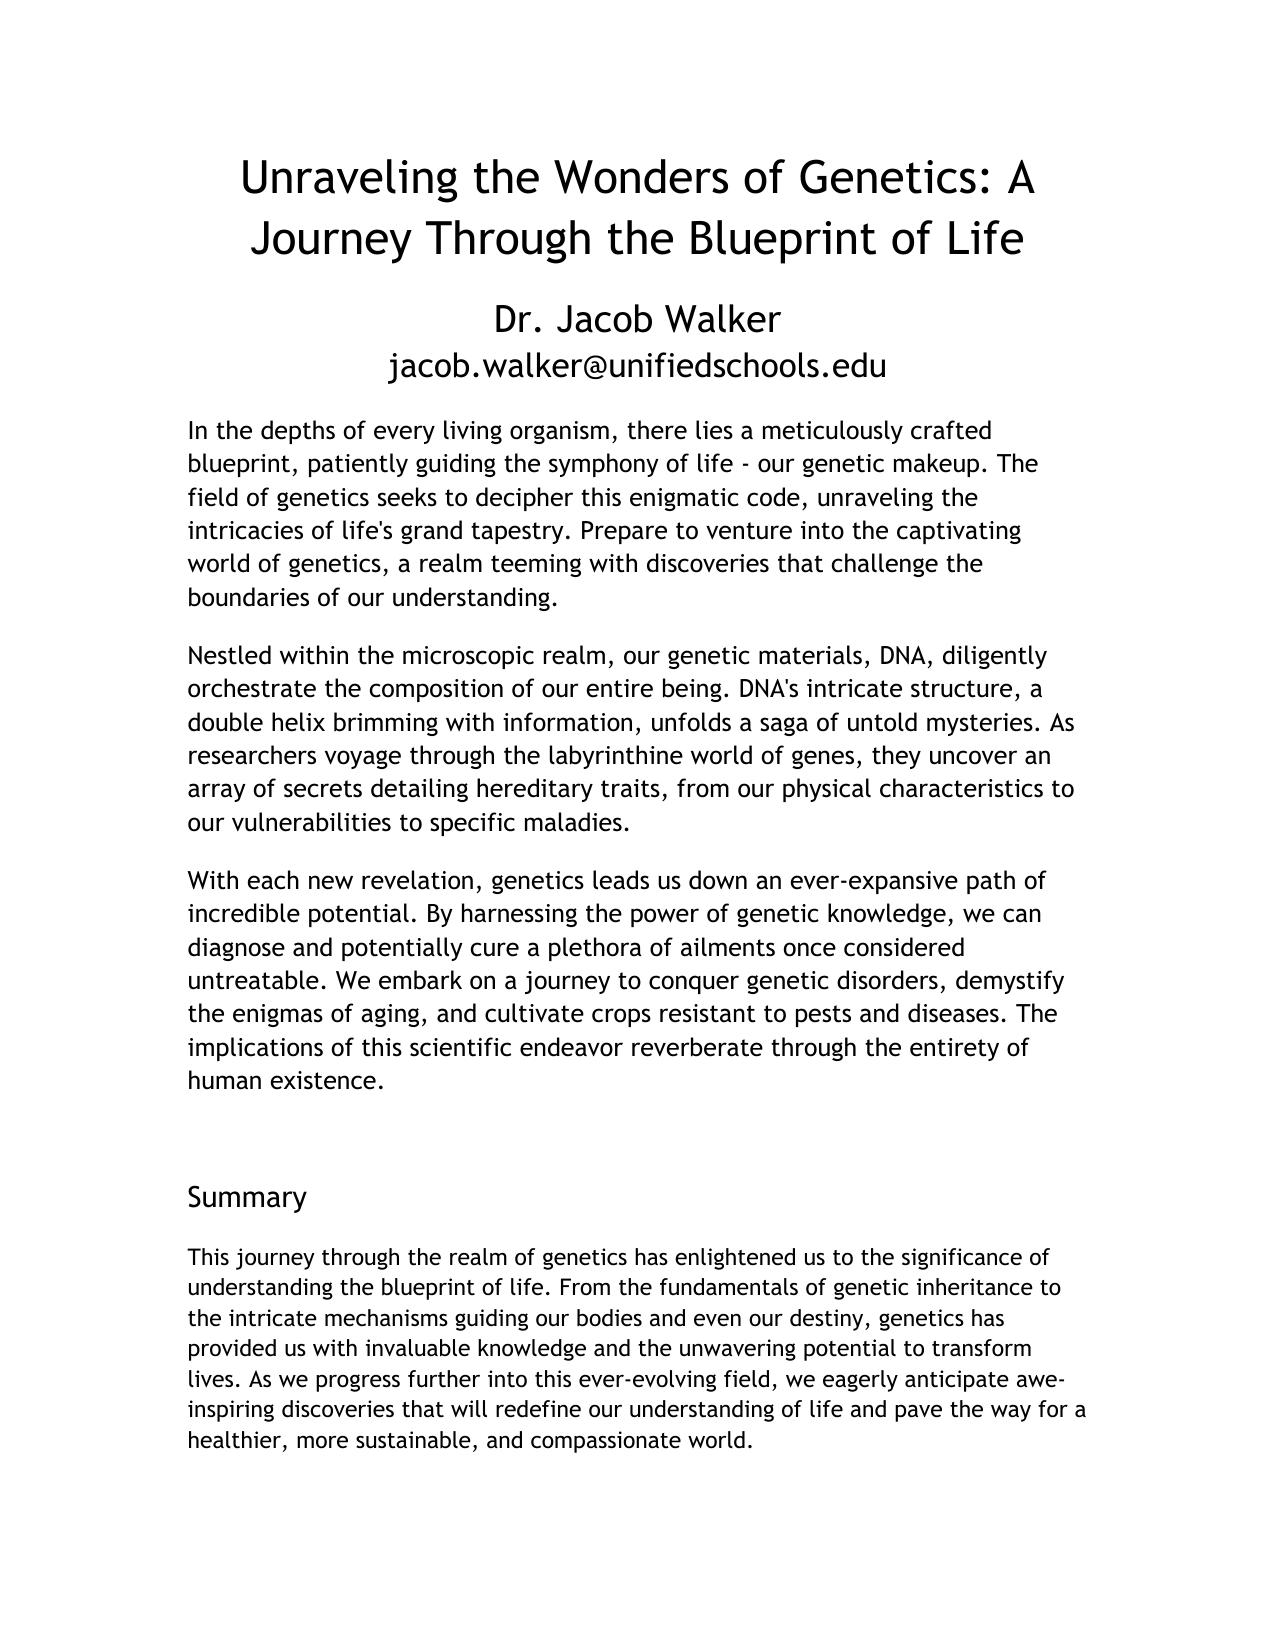 Unraveling the Wonders of Genetics: A
Journey Through the Blueprint of Life
Dr. Jacob Walker
jacob.walker@unifiedschools.edu
In the depths of every living organism, there lies a meticulously crafted
blueprint, patiently guiding the symphony of life - our genetic makeup. The
field of genetics seeks to decipher this enigmatic code, unraveling the
intricacies of life's grand tapestry. Prepare to venture into the captivating
world of genetics, a realm teeming with discoveries that challenge the
boundaries of our understanding.
Nestled within the microscopic realm, our genetic materials, DNA, diligently
orchestrate the composition of our entire being. DNA's intricate structure, a
double helix brimming with information, unfolds a saga of untold mysteries. As
researchers voyage through the labyrinthine world of genes, they uncover an
array of secrets detailing hereditary traits, from our physical characteristics to
our vulnerabilities to specific maladies.
With each new revelation, genetics leads us down an ever-expansive path of
incredible potential. By harnessing the power of genetic knowledge, we can
diagnose and potentially cure a plethora of ailments once considered
untreatable. We embark on a journey to conquer genetic disorders, demystify
the enigmas of aging, and cultivate crops resistant to pests and diseases. The
implications of this scientific endeavor reverberate through the entirety of
human existence.
Summary
This journey through the realm of genetics has enlightened us to the significance of
understanding the blueprint of life. From the fundamentals of genetic inheritance to
the intricate mechanisms guiding our bodies and even our destiny, genetics has
provided us with invaluable knowledge and the unwavering potential to transform
lives. As we progress further into this ever-evolving field, we eagerly anticipate awe-
inspiring discoveries that will redefine our understanding of life and pave the way for a
healthier, more sustainable, and compassionate world.